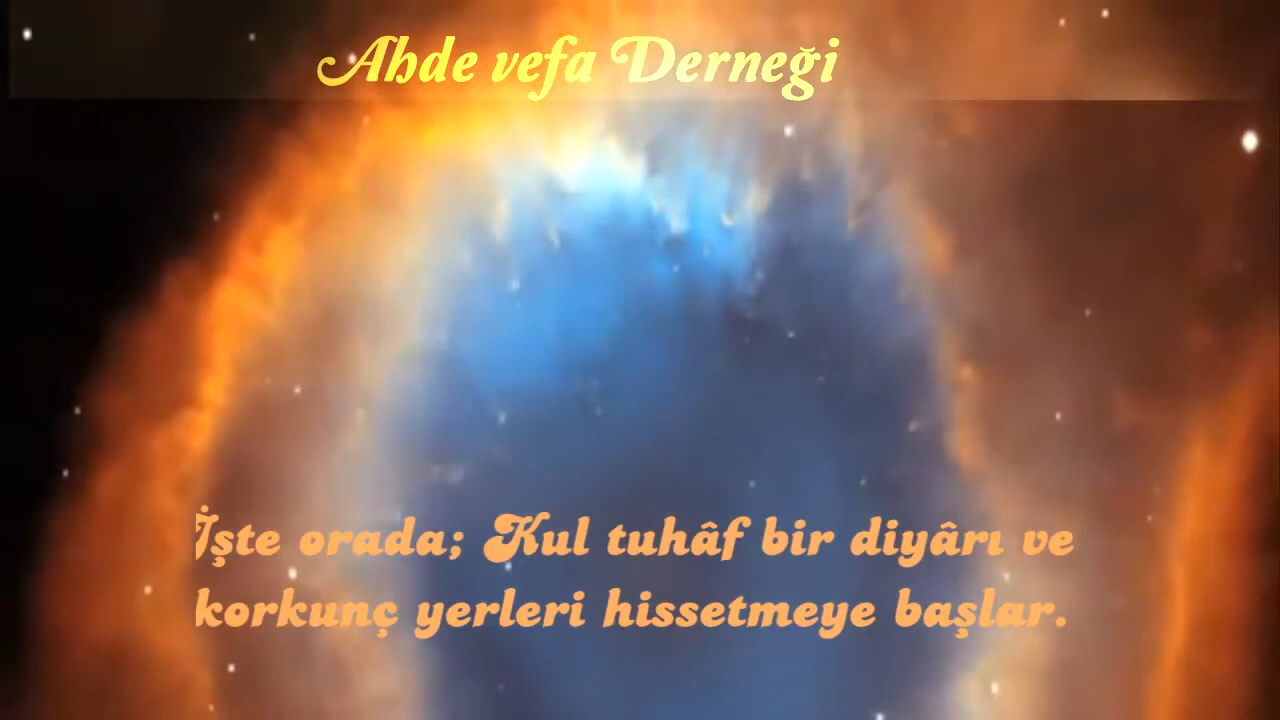 Ahde vefa Derneği
İşte orada; Kul tuhâf bir diyârı ve
korkunç yerleri hissetmeye başlar.